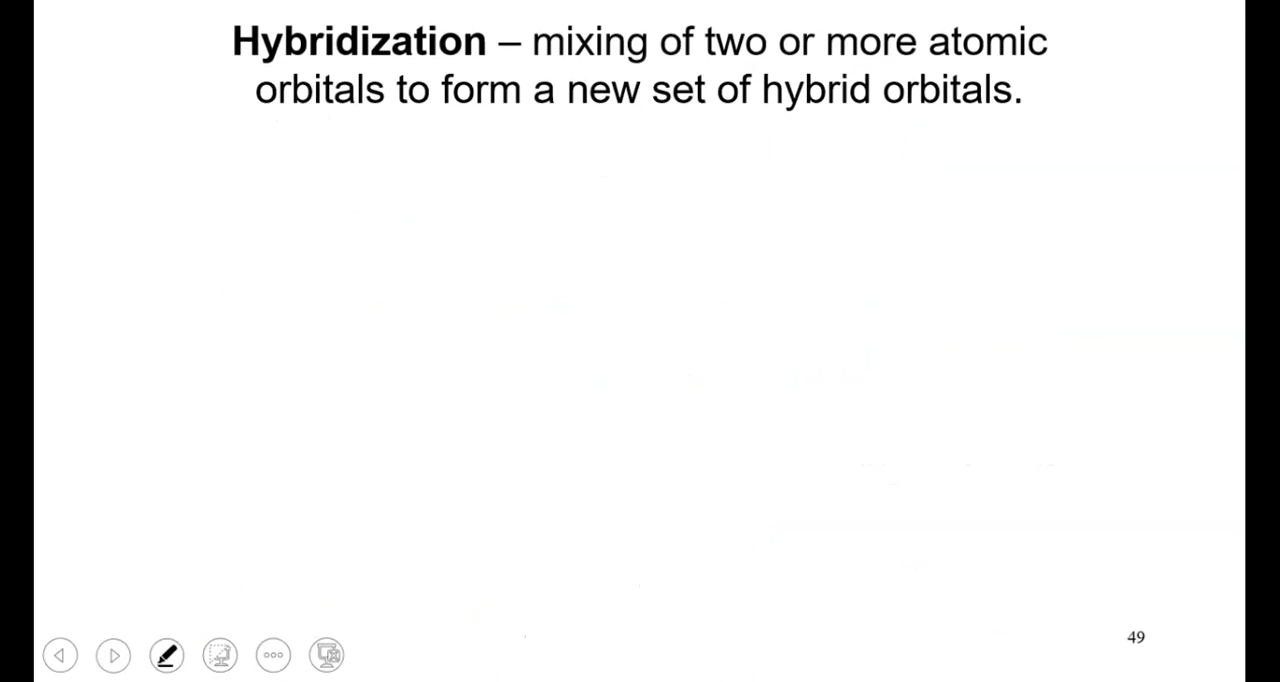 Hybridization – mixing of two or more atomic
orbitals to form a new set of hybrid orbitals.
49